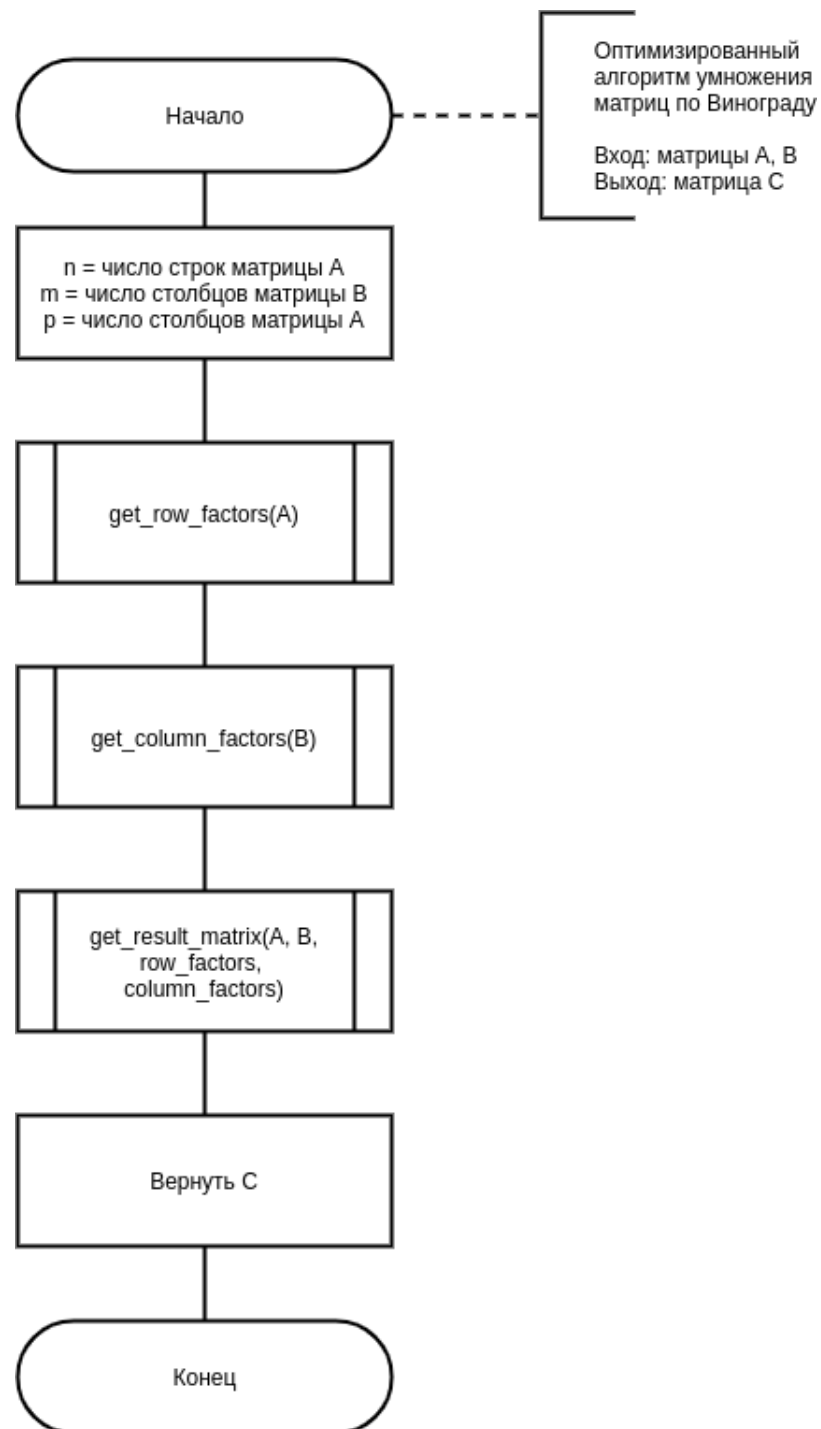 Начало
Оптимизированный
алгоритм умножения
матриц по Винограду
Вход: матрицы A, B
Выход: матрица C
n = число строк матрицы A
m = число столбцов матрицы B
p = число столбцов матрицы A
get_row_factors(A)
get_column_factors(B)
get_result_matrix(A, B,
row_factors,
column_factors)
Вернуть C
Конец